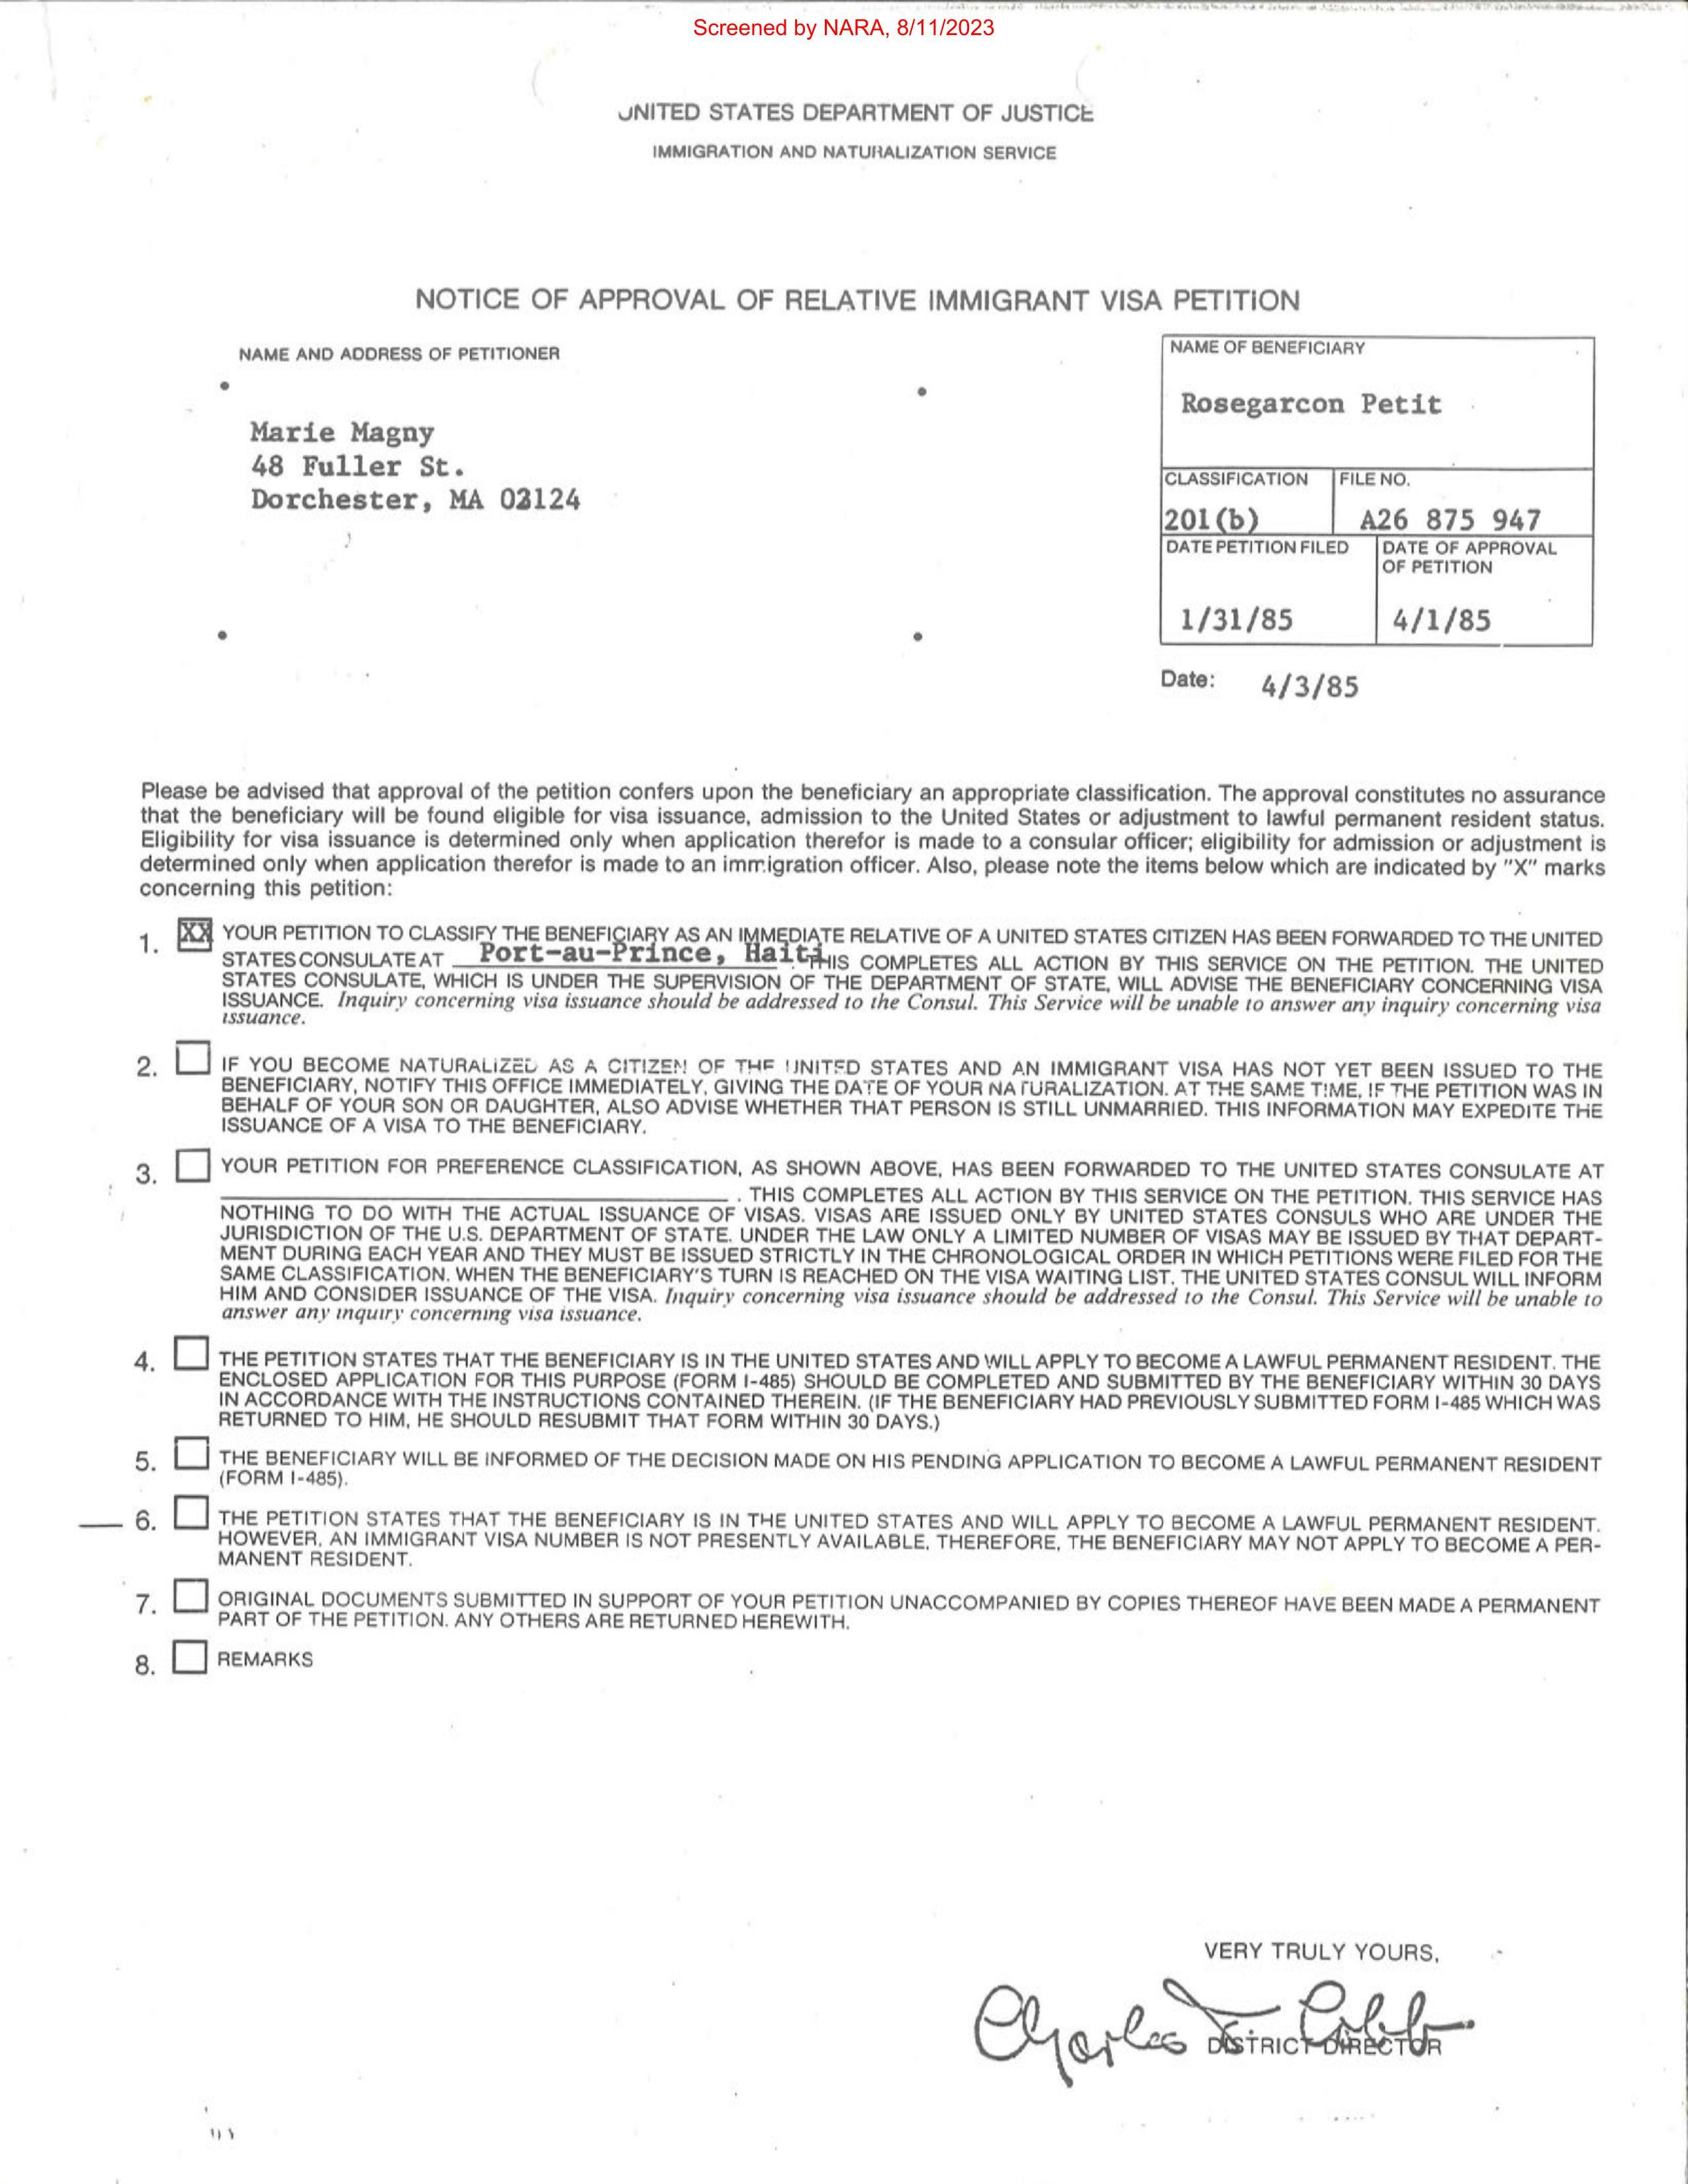 Screened by NARA, 8/11/2023
UNITED STATES DEPARTMENT OF JUSTICE
IMMIGRATION AND NATURALIZATION SERVICE
NOTICE OF APPROVAL OF RELATIVE IMMIGRANT VISA PETITION
NAME AND ADDRESS OF PETITIONER
Marie Magny
48 Fuller St.
Dorchester, MA 02124
NAME OF BENEFICIARY
Rosegarcon Petit
CLASSIFICATION
201(b)
FILE NO.
A26 875 947
DATE PETITION FILED
1/31/85
DATE OF APPROVAL
OF PETITION
4/1/85
Date: 4/3/85
Please be advised that approval of the petition confers upon the beneficiary an appropriate classification. The approval constitutes no assurance
that the beneficiary will be found eligible for visa issuance, admission to the United States or adjustment to lawful permanent resident status.
Eligibility for visa issuance is determined only when application therefor is made to a consular officer; eligibility for admission or adjustment is
determined only when application therefor is made to an immigration officer. Also, please note the items below which are indicated by "X" marks
concerning this petition:
1. XX YOUR PETITION TO CLASSIFY THE BENEFICIARY AS AN IMMEDIATE RELATIVE OF A UNITED STATES CITIZEN HAS BEEN FORWARDED TO THE UNITED
STATES CONSULATE AT Port-au-Prince, Haiti THIS COMPLETES ALL ACTION BY THIS SERVICE ON THE PETITION. THE UNITED
STATES CONSULATE, WHICH IS UNDER THE SUPERVISION OF THE DEPARTMENT OF STATE, WILL ADVISE THE BENEFICIARY CONCERNING VISA
ISSUANCE. Inquiry concerning visa issuance should be addressed to the Consul. This Service will be unable to answer any inquiry concerning visa
issuance.
2. IF YOU BECOME NATURALIZED AS A CITIZEN OF THE UNITED STATES AND AN IMMIGRANT VISA HAS NOT YET BEEN ISSUED TO THE
BENEFICIARY, NOTIFY THIS OFFICE IMMEDIATELY, GIVING THE DATE OF YOUR NATURALIZATION. AT THE SAME TIME, IF THE PETITION WAS IN
BEHALF OF YOUR SON OR DAUGHTER, ALSO ADVISE WHETHER THAT PERSON IS STILL UNMARRIED. THIS INFORMATION MAY EXPEDITE THE
ISSUANCE OF A VISA TO THE BENEFICIARY.
3. YOUR PETITION FOR PREFERENCE CLASSIFICATION, AS SHOWN ABOVE, HAS BEEN FORWARDED TO THE UNITED STATES CONSULATE AT
. THIS COMPLETES ALL ACTION BY THIS SERVICE ON THE PETITION. THIS SERVICE HAS
NOTHING TO DO WITH THE ACTUAL ISSUANCE OF VISAS. VISAS ARE ISSUED ONLY BY UNITED STATES CONSULS WHO ARE UNDER THE
JURISDICTION OF THE U.S. DEPARTMENT OF STATE. UNDER THE LAW ONLY A LIMITED NUMBER OF VISAS MAY BE ISSUED BY THAT DEPART-
MENT DURING EACH YEAR AND THEY MUST BE ISSUED STRICTLY IN THE CHRONOLOGICAL ORDER IN WHICH PETITIONS WERE FILED FOR THE
SAME CLASSIFICATION. WHEN THE BENEFICIARY'S TURN IS REACHED ON THE VISA WAITING LIST, THE UNITED STATES CONSUL WILL INFORM
HIM AND CONSIDER ISSUANCE OF THE VISA. Inquiry concerning visa issuance should be addressed to the Consul. This Service will be unable to
answer any inquiry concerning visa issuance.
4. THE PETITION STATES THAT THE BENEFICIARY IS IN THE UNITED STATES AND WILL APPLY TO BECOME A LAWFUL PERMANENT RESIDENT. THE
ENCLOSED APPLICATION FOR THIS PURPOSE (FORM I-485) SHOULD BE COMPLETED AND SUBMITTED BY THE BENEFICIARY WITHIN 30 DAYS
IN ACCORDANCE WITH THE INSTRUCTIONS CONTAINED THEREIN. (IF THE BENEFICIARY HAD PREVIOUSLY SUBMITTED FORM I-485 WHICH WAS
RETURNED TO HIM, HE SHOULD RESUBMIT THAT FORM WITHIN 30 DAYS.)
5. THE BENEFICIARY WILL BE INFORMED OF THE DECISION MADE ON HIS PENDING APPLICATION TO BECOME A LAWFUL PERMANENT RESIDENT
(FORM I-485).
6. THE PETITION STATES THAT THE BENEFICIARY IS IN THE UNITED STATES AND WILL APPLY TO BECOME A LAWFUL PERMANENT RESIDENT.
HOWEVER, AN IMMIGRANT VISA NUMBER IS NOT PRESENTLY AVAILABLE, THEREFORE, THE BENEFICIARY MAY NOT APPLY TO BECOME A PER-
MANENT RESIDENT.
7. ORIGINAL DOCUMENTS SUBMITTED IN SUPPORT OF YOUR PETITION UNACCOMPANIED BY COPIES THEREOF HAVE BEEN MADE A PERMANENT
PART OF THE PETITION. ANY OTHERS ARE RETURNED HEREWITH.
8. REMARKS
VERY TRULY YOURS,
Charles T Cobb
DISTRICT DIRECTOR